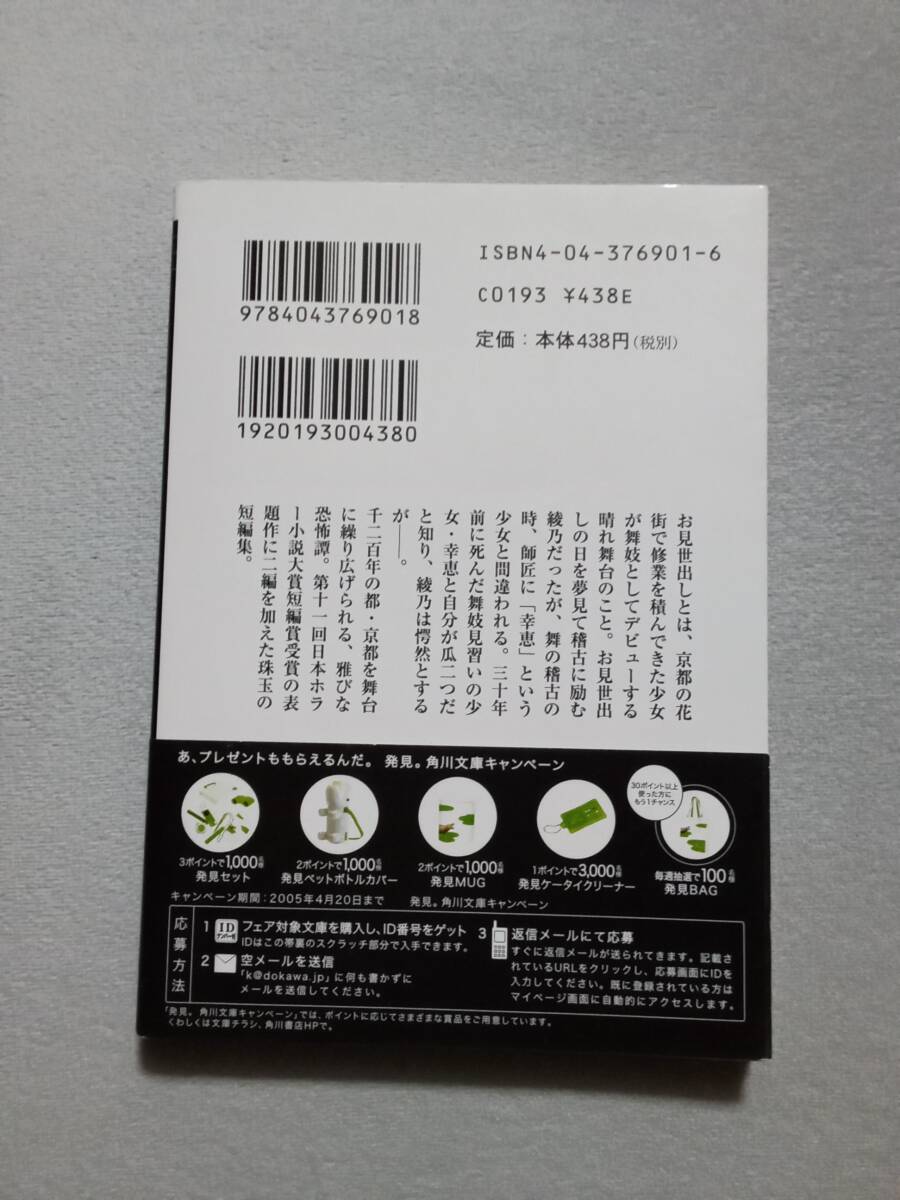 ISBN4-04-376901-6
C0193 ¥438E
定価：本体438円(税別)
9784043769018
1920193004380
お見世出しとは、京都の花
街で修業を積んできた少女
が舞妓としてデビューする
晴れ舞台のこと。お見世出
しの日を夢見て稽古に励む
綾乃だったが、舞の稽古の
時、師匠に「幸恵」という
少女と間違われる。三十年
前に死んだ舞妓見習いの少
女・幸恵と自分が瓜二つだ
と知り、綾乃は愕然とする
が――。
千二百年の都・京都を舞台
に繰り広げられる、雅びな
恐怖譚。第十一回日本ホラ
ー小説大賞短編賞受賞の表
題作に二編を加えた珠玉の
短編集。
あ、プレゼントももらえるんだ。 発見。角川文庫キャンペーン
3ポイントで1,000名様
発見セット
2ポイントで1,000名様
発見ペットボトルカバー
2ポイントで1,000名様
発見MUG
1ポイントで3,000名様
発見ケータイクリーナー
30ポイント以上
使った方に
もう1チャンス
毎週抽選で100名様
発見BAG
キャンペーン期間：2005年4月20日まで
発見。角川文庫キャンペーン
応募方法
1 ID フェア対象文庫を購入し、ID番号をゲット
IDはこの帯裏のスクラッチ部分で入手できます。
2 空メールを送信
「k@dokawa.jp」に何も書かずに
メールを送信してください。
3 返信メールにて応募
すぐに返信メールが送られてきます。記載さ
れているURLをクリックし、応募画面にIDを
入力してください。既に登録されている方は
マイページ画面に自動的にアクセスします。
「発見。角川文庫キャンペーン」では、ポイントに応じてさまざまな賞品をご用意しています。
くわしくは文庫チラシ、角川書店HPで。